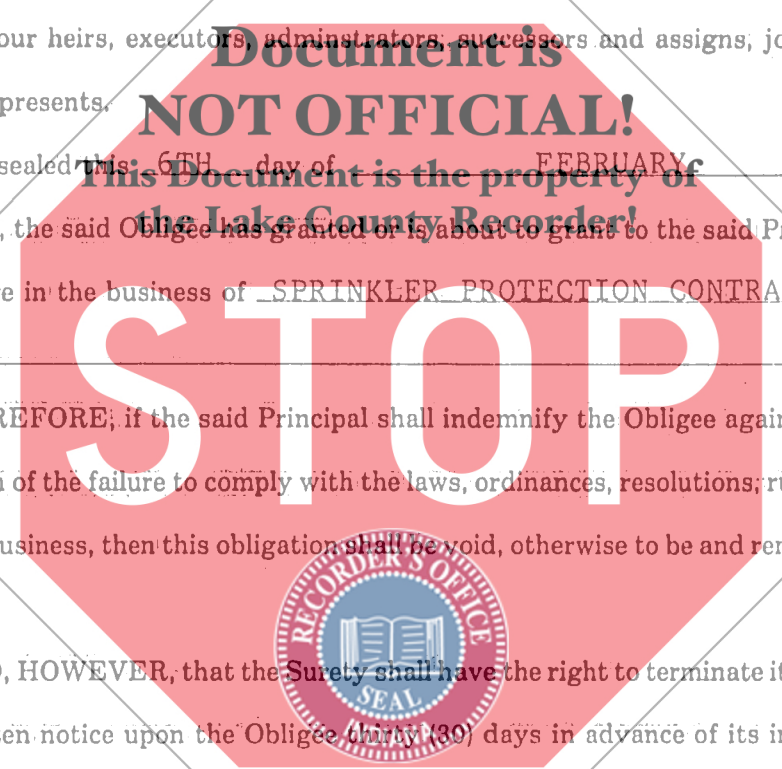 our heirs, executors, adminstrators, successors and assigns, jo
Document is
presents.
NOT OFFICIAL!
sealed this 6TH day of FEBRUARY
This Document is the property of
the Lake County Recorder!
, the said Obligee has granted or is about to grant to the said Pr
e in the business of SPRINKLER PROTECTION CONTRA
STOP
REFORE, if the said Principal shall indemnify the Obligee again
of the failure to comply with the laws, ordinances, resolutions, ru
usiness, then this obligation shall be void, otherwise to be and rem
RECORDER'S OFFICE
SEAL
, HOWEVER, that the Surety shall have the right to terminate it
en notice upon the Obligee thirty (30) days in advance of its in